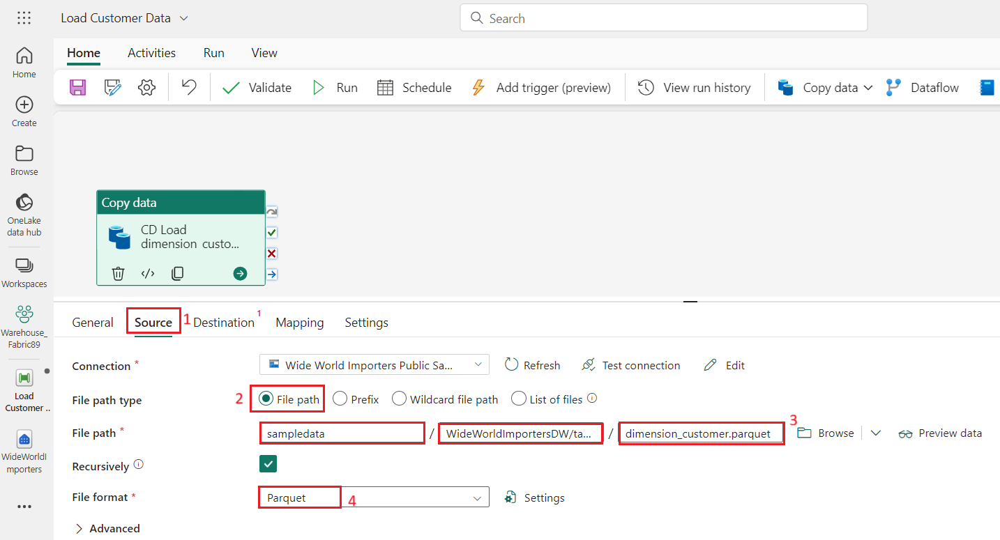 Load Customer Data
Search
Home
Activities
Run
View
Validate
Run
Schedule
Add trigger (preview)
View run history
Copy data
Dataflow
Home
Create
Browse
OneLake
data hub
Workspaces
Warehouse_
Fabric89
Load
Customer ..
WideWorldI
mporters
Copy data
CD Load
dimension_custo...
</>
General
Source
1
Destination
1
Mapping
Settings
Connection *
Wide World Importers Public Sa...
Refresh
Test connection
Edit
File path type
2
File path
Prefix
Wildcard file path
List of files
File path *
sampledata
/
WideWorldImportersDW/ta...
/
dimension_customer.parquet
3
Browse
Preview data
Recursively
File format *
Parquet
4
Settings
Advanced